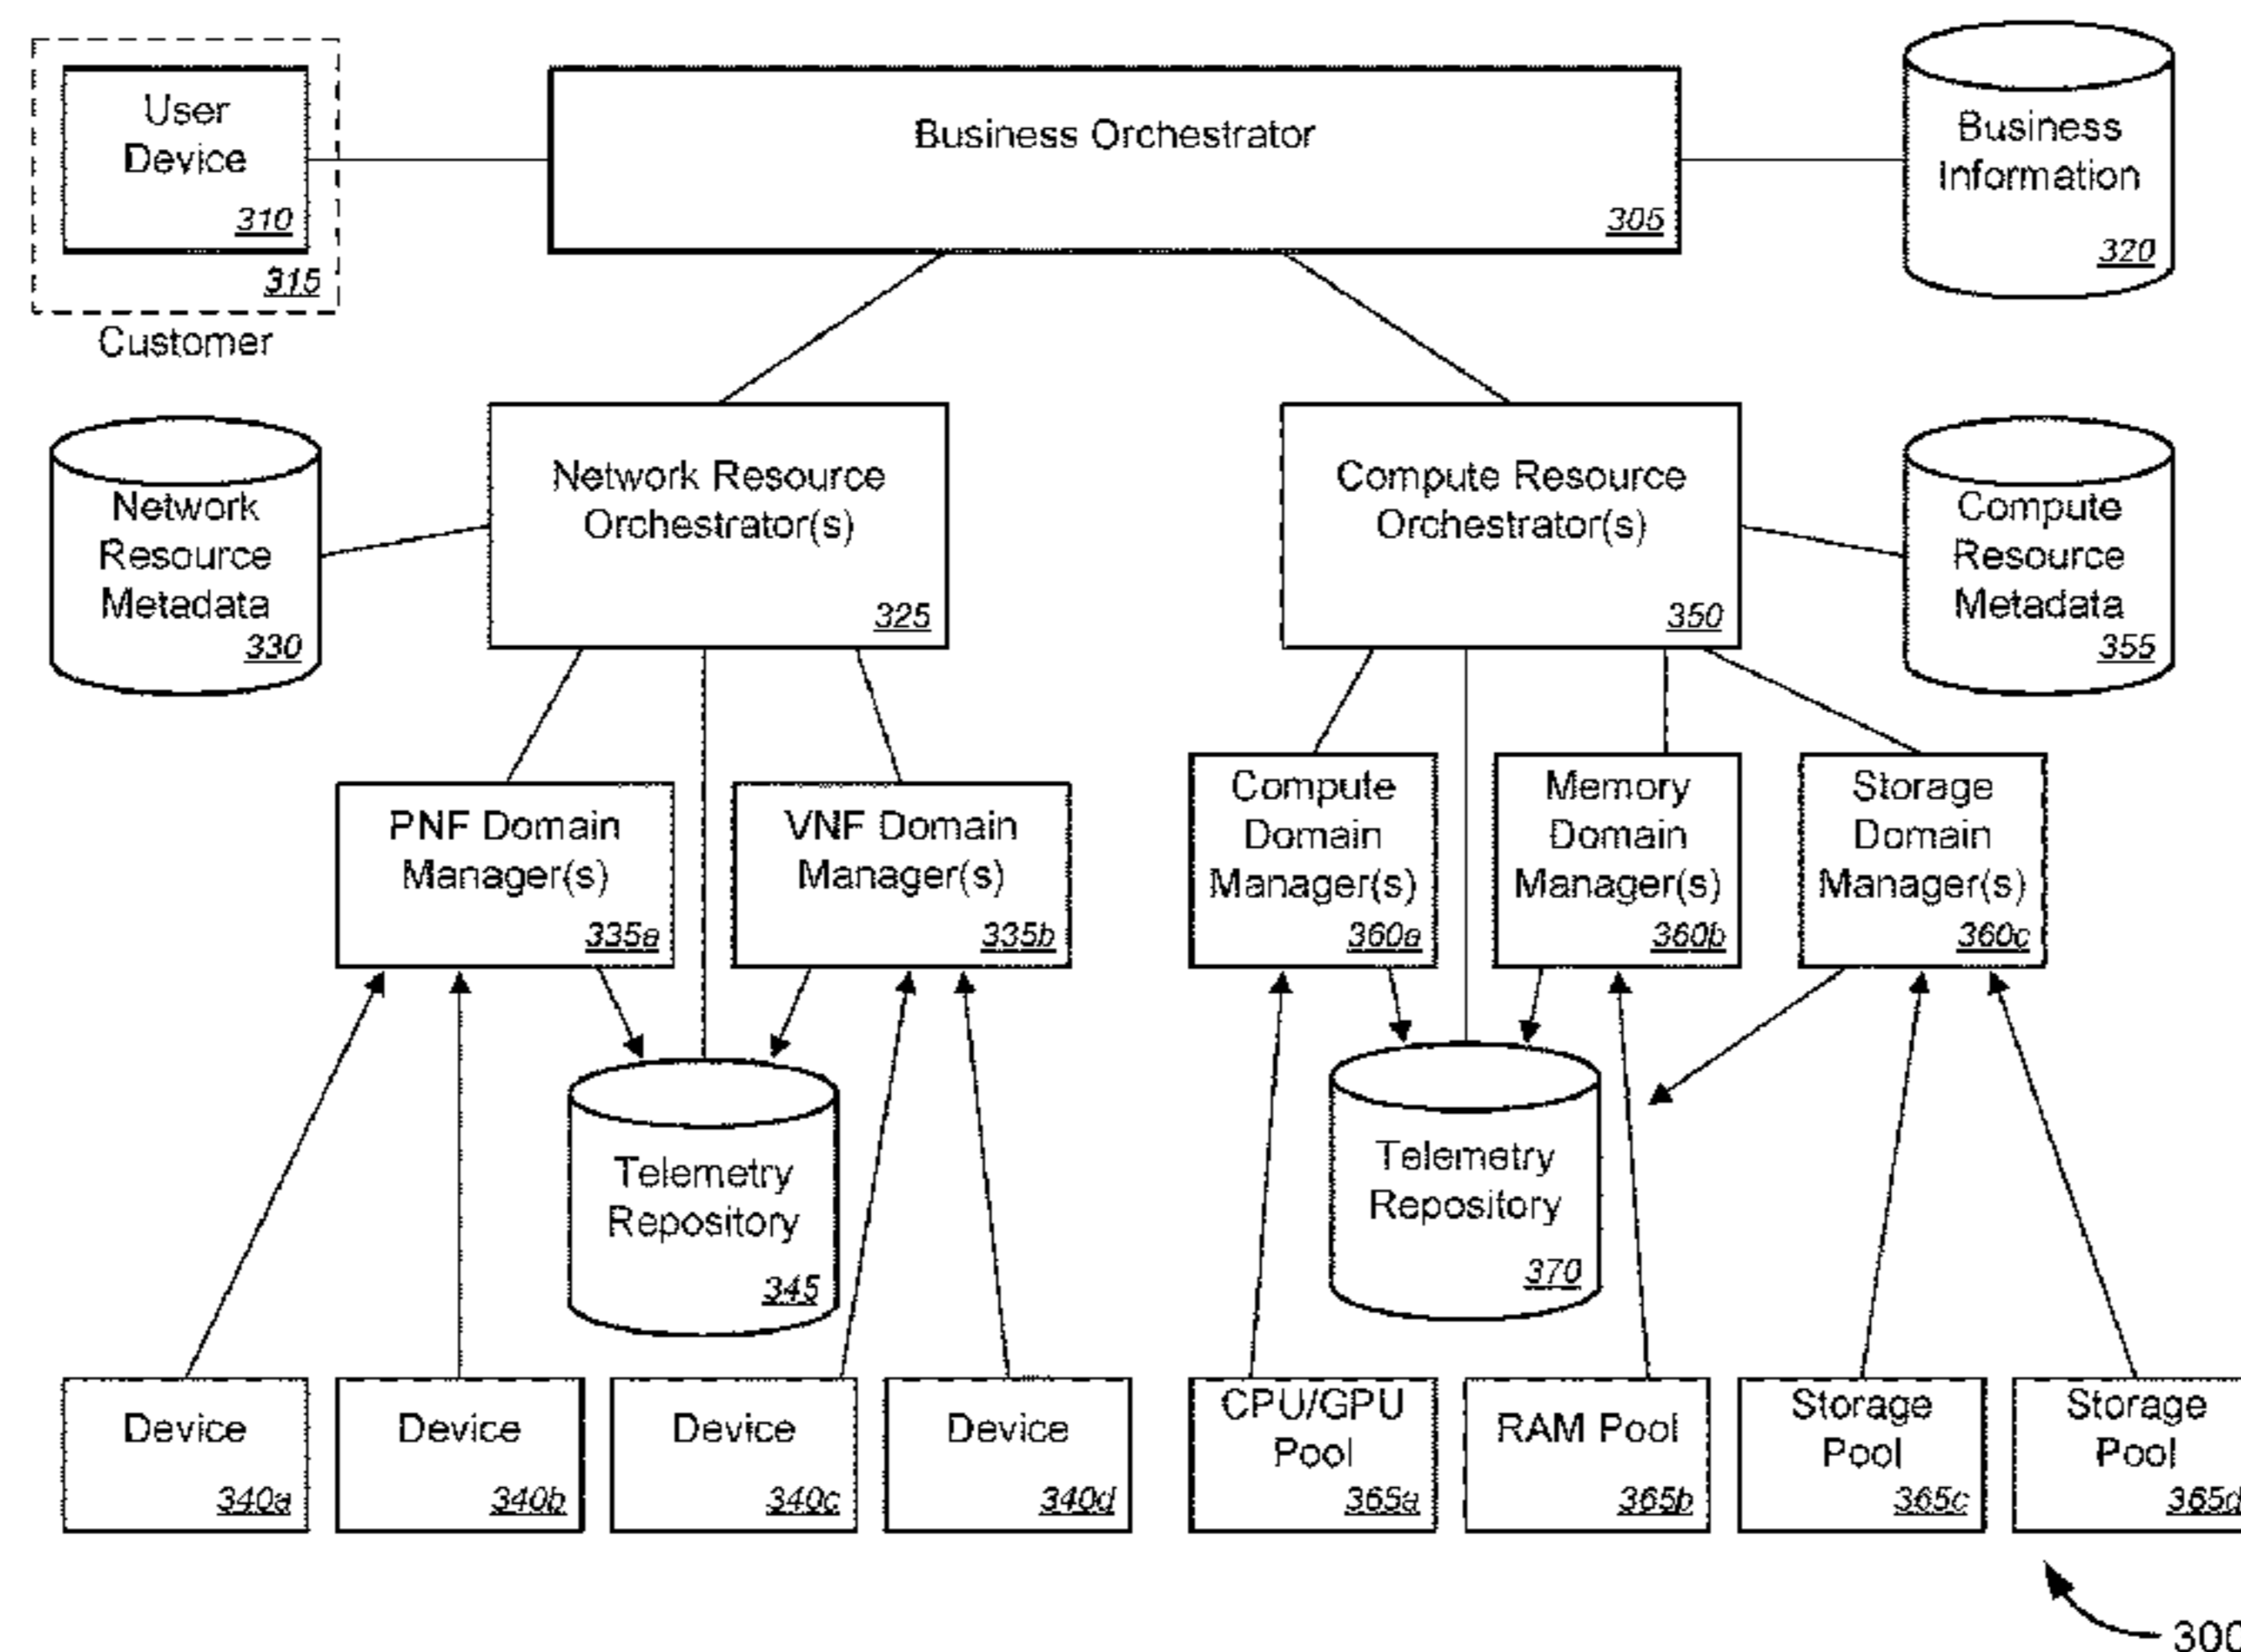 User
Device
310
315
Customer
Business Orchestrator
305
Business
Information
320
Network
Resource
Metadata
330
Network Resource
Orchestrator(s)
325
Compute Resource
Orchestrator(s)
350
Compute
Resource
Metadata
355
PNF Domain
Manager(s)
335a
VNF Domain
Manager(s)
335b
Compute
Domain
Manager(s)
360a
Memory
Domain
Manager(s)
360b
Storage
Domain
Manager(s)
360c
Telemetry
Repository
345
Telemetry
Repository
370
Device
340a
Device
340b
Device
340c
Device
340d
CPU/GPU
Pool
365a
RAM Pool
365b
Storage
Pool
365c
Storage
Pool
365d
300